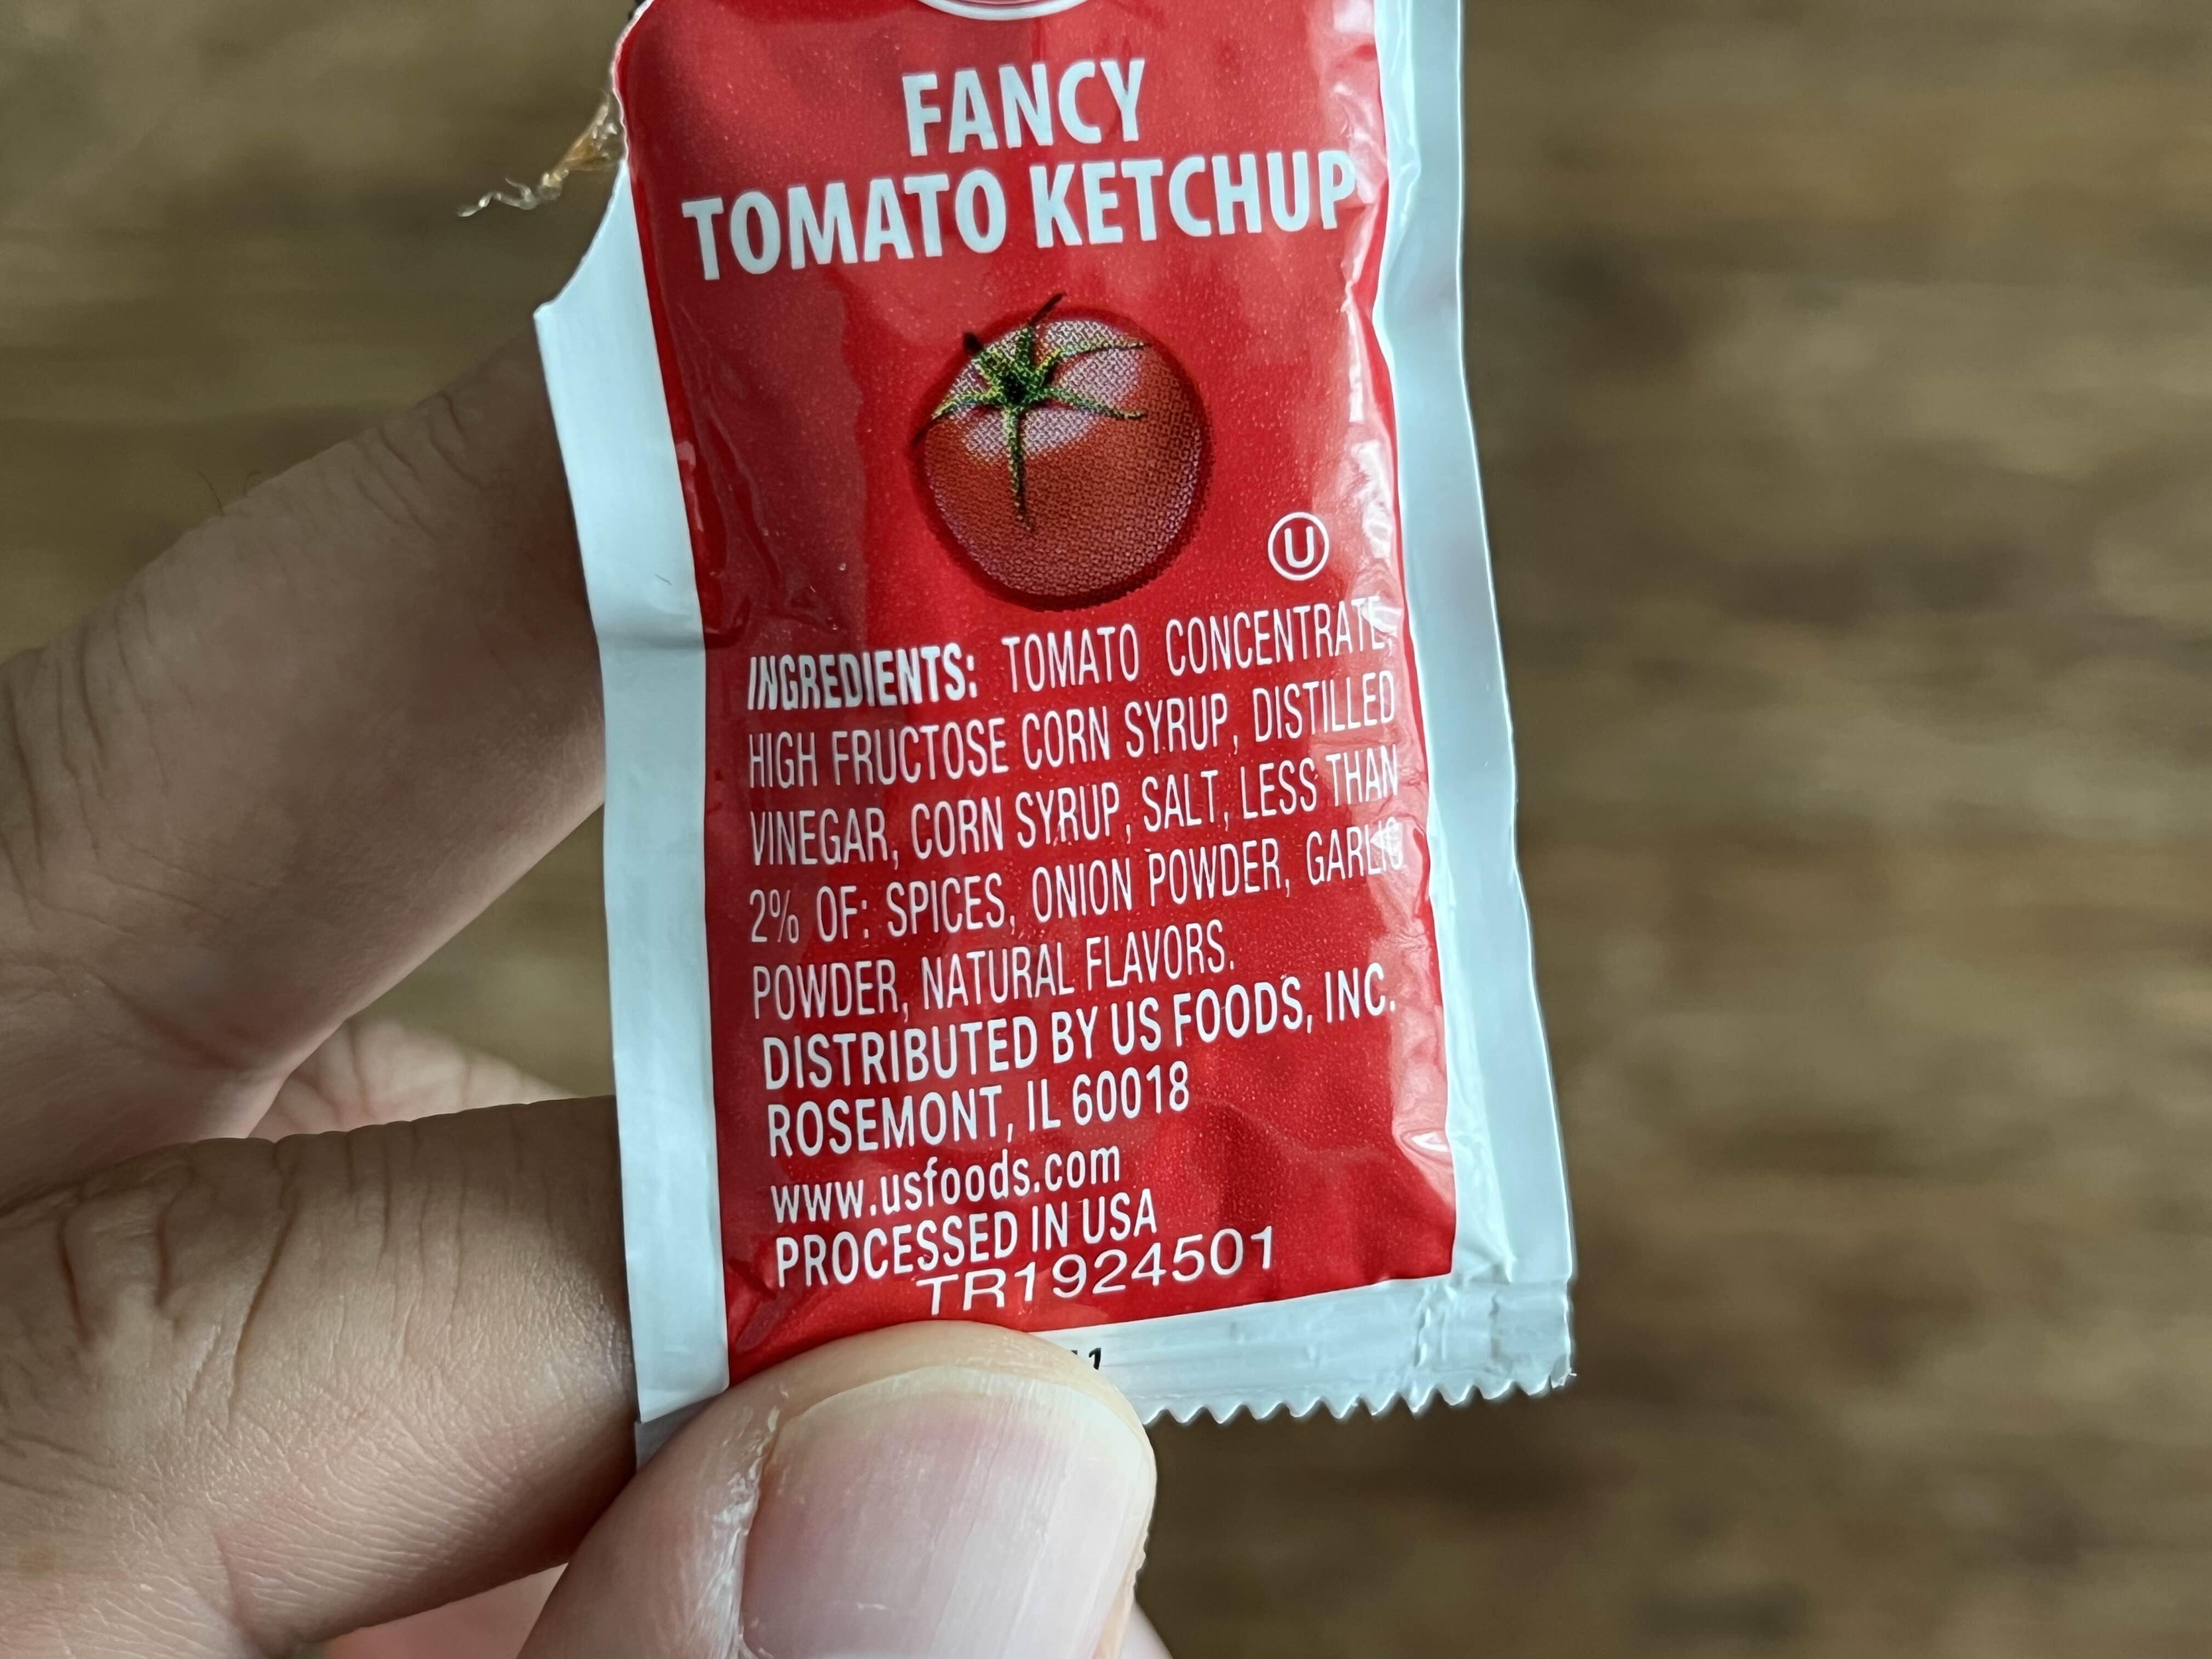 FANCY
TOMATO KETCHUP
U
INGREDIENTS: TOMATO CONCENTRATE,
HIGH FRUCTOSE CORN SYRUP, DISTILLED
VINEGAR, CORN SYRUP, SALT, LESS THAN
2% OF: SPICES, ONION POWDER, GARLIC
POWDER, NATURAL FLAVORS.
DISTRIBUTED BY US FOODS, INC.
ROSEMONT, IL 60018
www.usfoods.com
PROCESSED IN USA
TR1924501